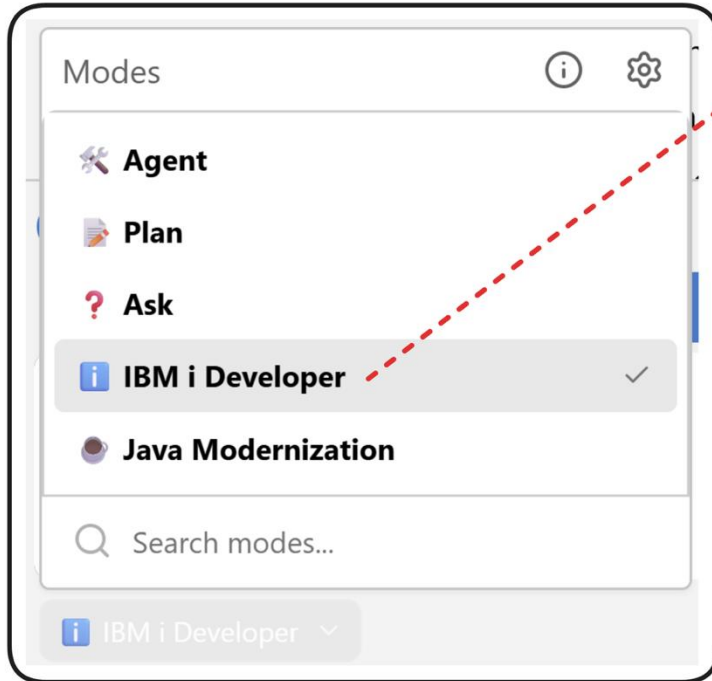 Modes
Agent
Plan
Ask
IBM i Developer
Java Modernization
Search modes...
IBM i Developer